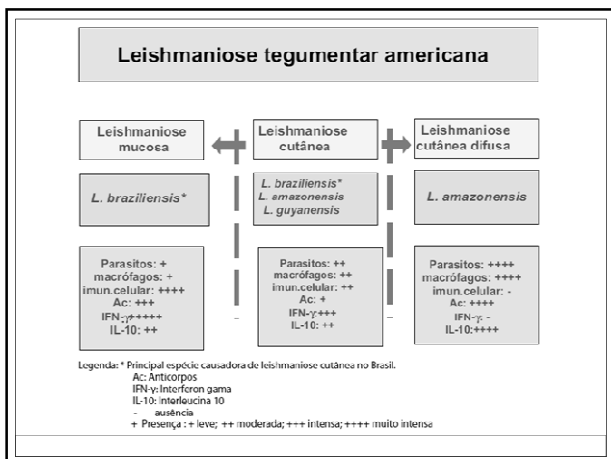 Leishmaniose tegumentar americana
Leishmaniose
mucosa
Leishmaniose
cutânea
Leishmaniose
cutânea difusa
L. braziliensis*
L. braziliensis*
L. amazonensis
L. guyanensis
L. amazonensis
Parasitos: +
macrófagos: +
imun.celular: ++++
Ac: +++
IFN-γ:++++
IL-10: ++
Parasitos: ++
macrófagos: ++
imun.celular: ++
Ac: +
IFN-γ:+++
IL-10: ++
Parasitos: ++++
macrófagos: ++++
imun.celular: -
Ac: ++++
IFN-γ: -
IL-10:++++
Legenda: * Principal espécie causadora de leishmaniose cutânea no Brasil.
Ac: Anticorpos
IFN-γ: Interferon gama
IL-10: Interleucina 10
- ausência
+ Presença : + leve; ++ moderada; +++ intensa; ++++ muito intensa